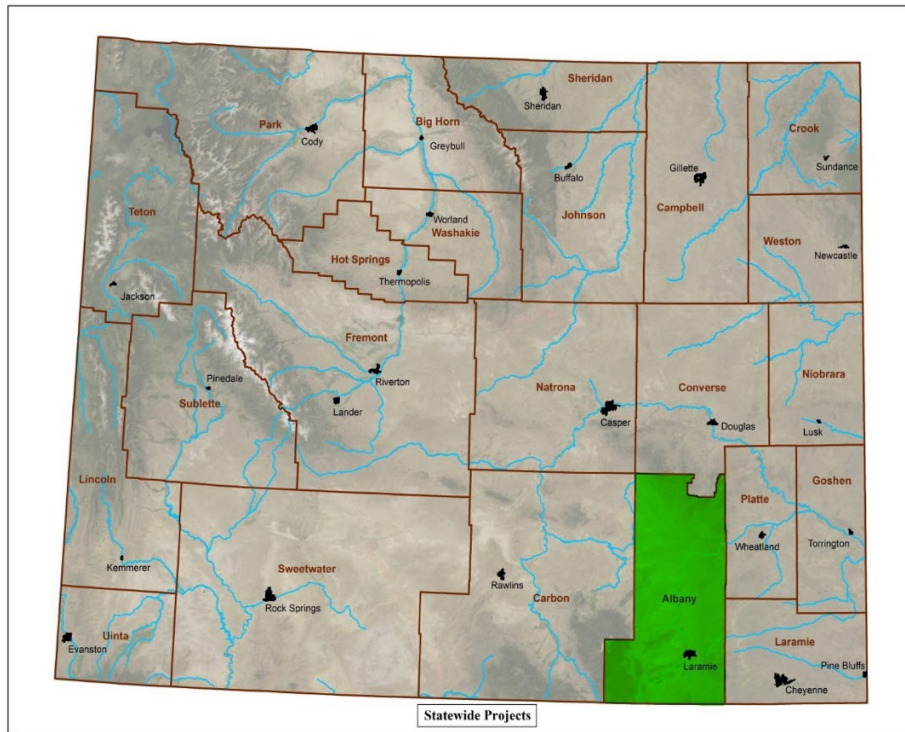 Sheridan
Sheridan
Park
Big Horn
Crook
Cody
Greybull
Buffalo
Gillette
Sundance
Teton
Johnson
Campbell
Worland
Washakie
Weston
Newcastle
Hot Springs
Thermopolis
Jackson
Fremont
Pinedale
Riverton
Natrona
Converse
Niobrara
Sublette
Lander
Casper
Douglas
Lusk
Lincoln
Platte
Goshen
Wheatland
Torrington
Kemmerer
Sweetwater
Rawlins
Carbon
Albany
Rock Springs
Uinta
Evanston
Laramie
Laramie
Pine Bluffs
Cheyenne
Statewide Projects